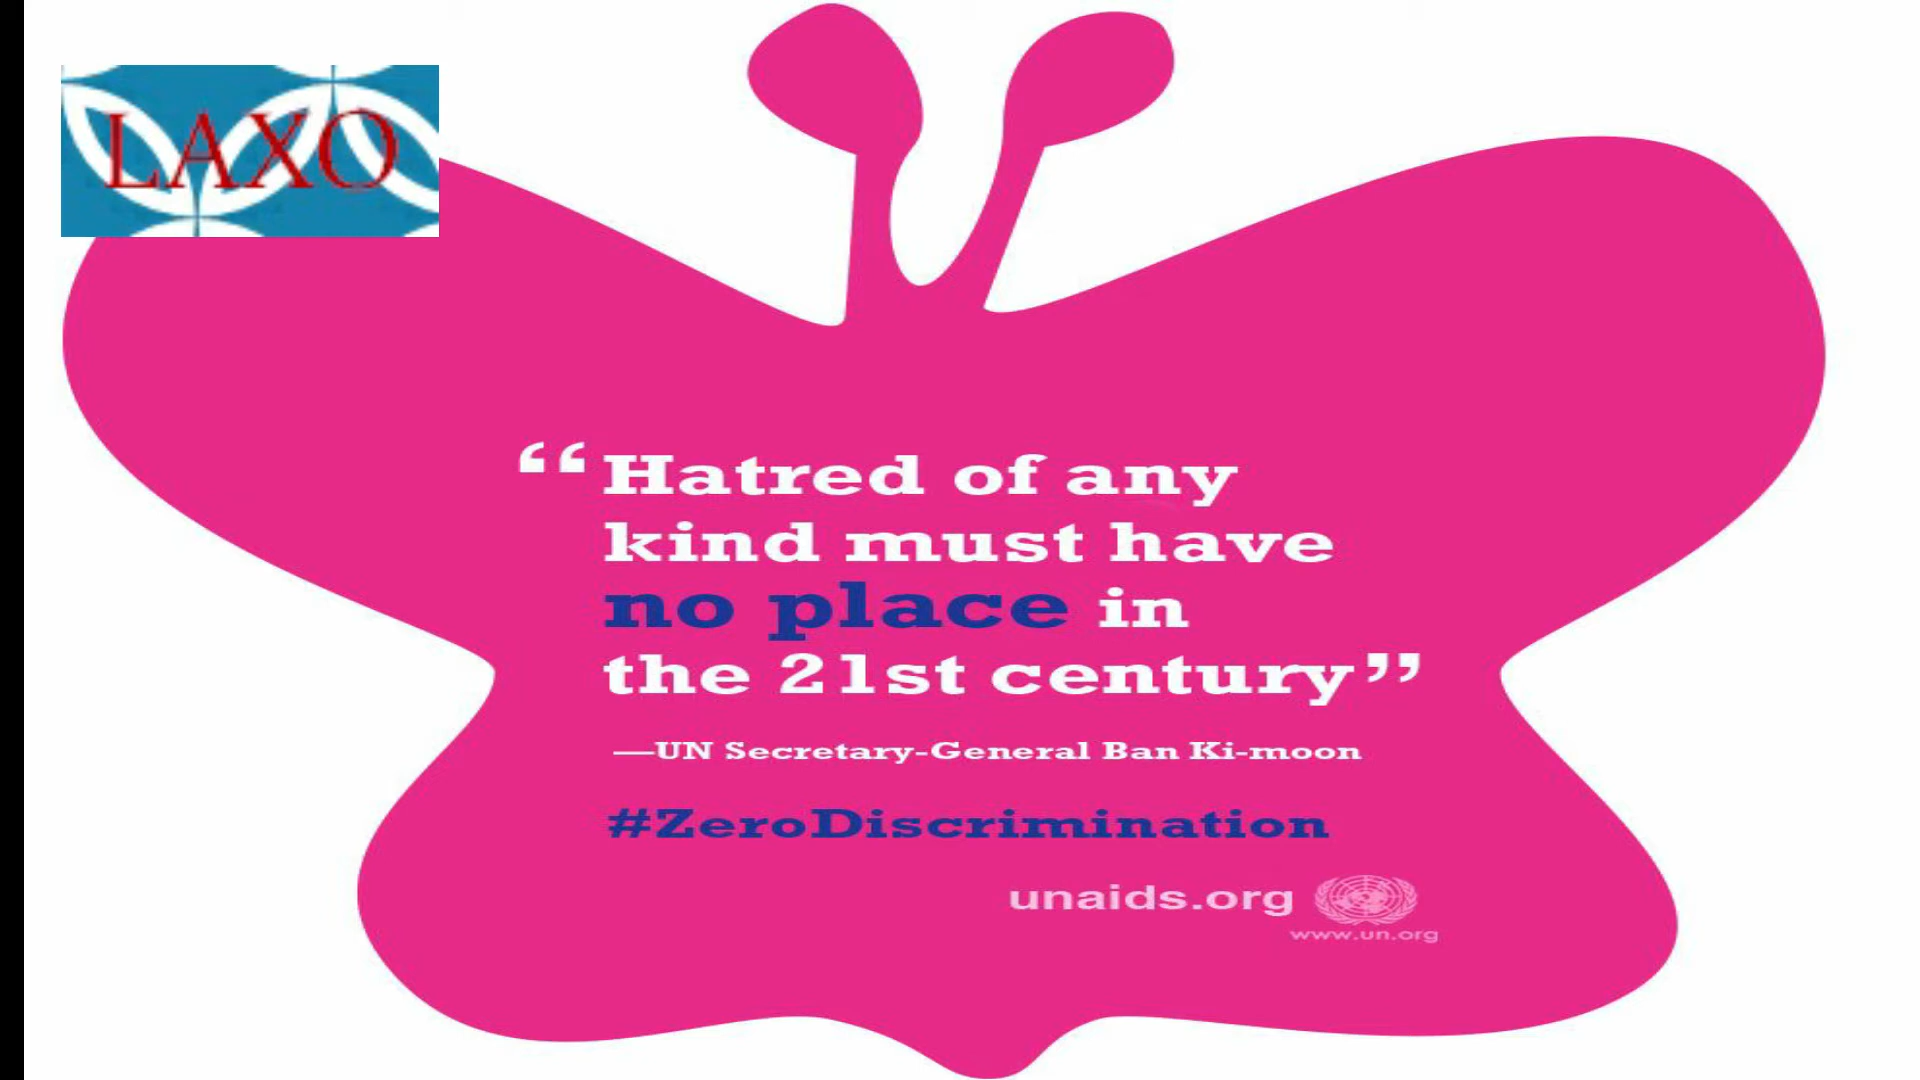 LAXO
“Hatred of any
kind must have
no place in
the 21st century”
—UN Secretary-General Ban Ki-moon
#ZeroDiscrimination
unaids.org
www.un.org